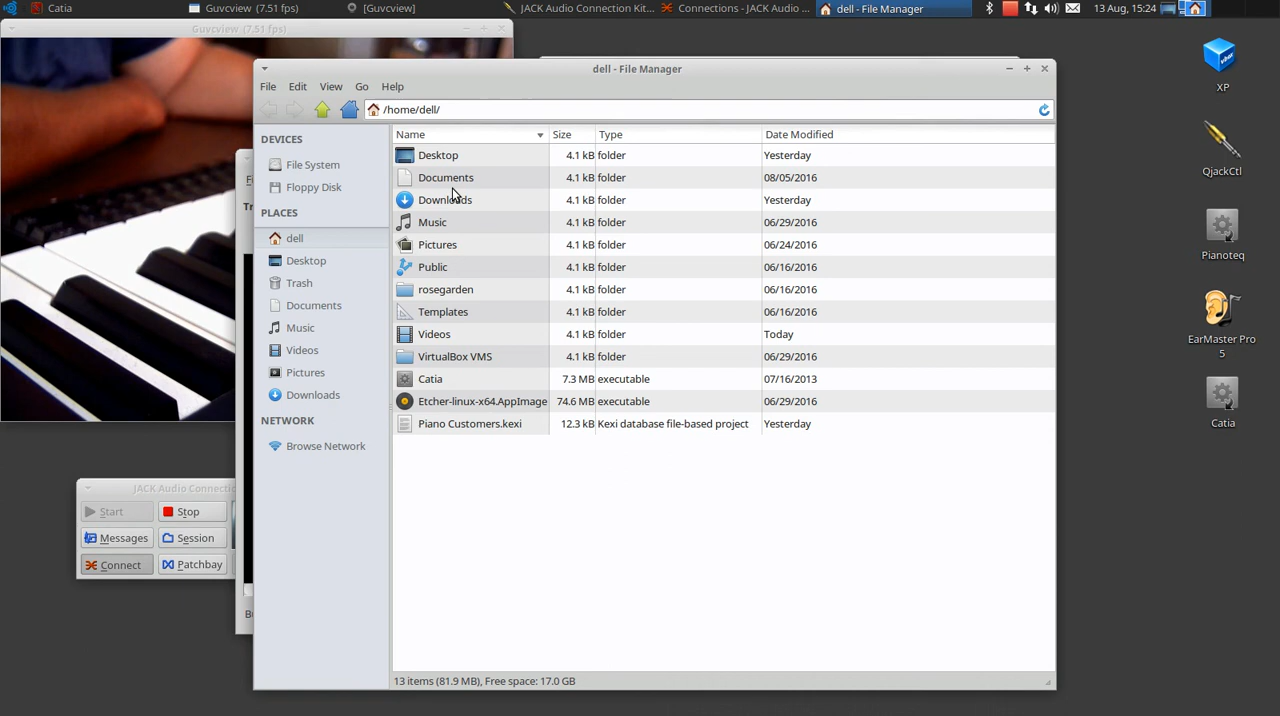 Catia
Guvcview (7.51 fps)
[Guvcview]
JACK Audio Connection Kit...
Connections - JACK Audio ...
dell - File Manager
13 Aug, 15:24
Guvcview (7.51 fps)
dell - File Manager
File Edit View Go Help
/home/dell/
DEVICES
File System
Floppy Disk
PLACES
dell
Desktop
Trash
Documents
Music
Videos
Pictures
Downloads
NETWORK
Browse Network
Name Size Type Date Modified
Desktop 4.1 kB folder Yesterday
Documents 4.1 kB folder 08/05/2016
Downloads 4.1 kB folder Yesterday
Music 4.1 kB folder 06/29/2016
Pictures 4.1 kB folder 06/24/2016
Public 4.1 kB folder 06/16/2016
rosegarden 4.1 kB folder 06/16/2016
Templates 4.1 kB folder 06/16/2016
Videos 4.1 kB folder Today
VirtualBox VMS 4.1 kB folder 06/29/2016
Catia 7.3 MB executable 07/16/2013
Etcher-linux-x64.AppImage 74.6 MB executable 06/29/2016
Piano Customers.kexi 12.3 kB Kexi database file-based project Yesterday
13 items (81.9 MB), Free space: 17.0 GB
JACK Audio Connectio
Start Stop
Messages Session
Connect Patchbay
XP
QjackCtl
Pianoteq
EarMaster Pro
5
Catia